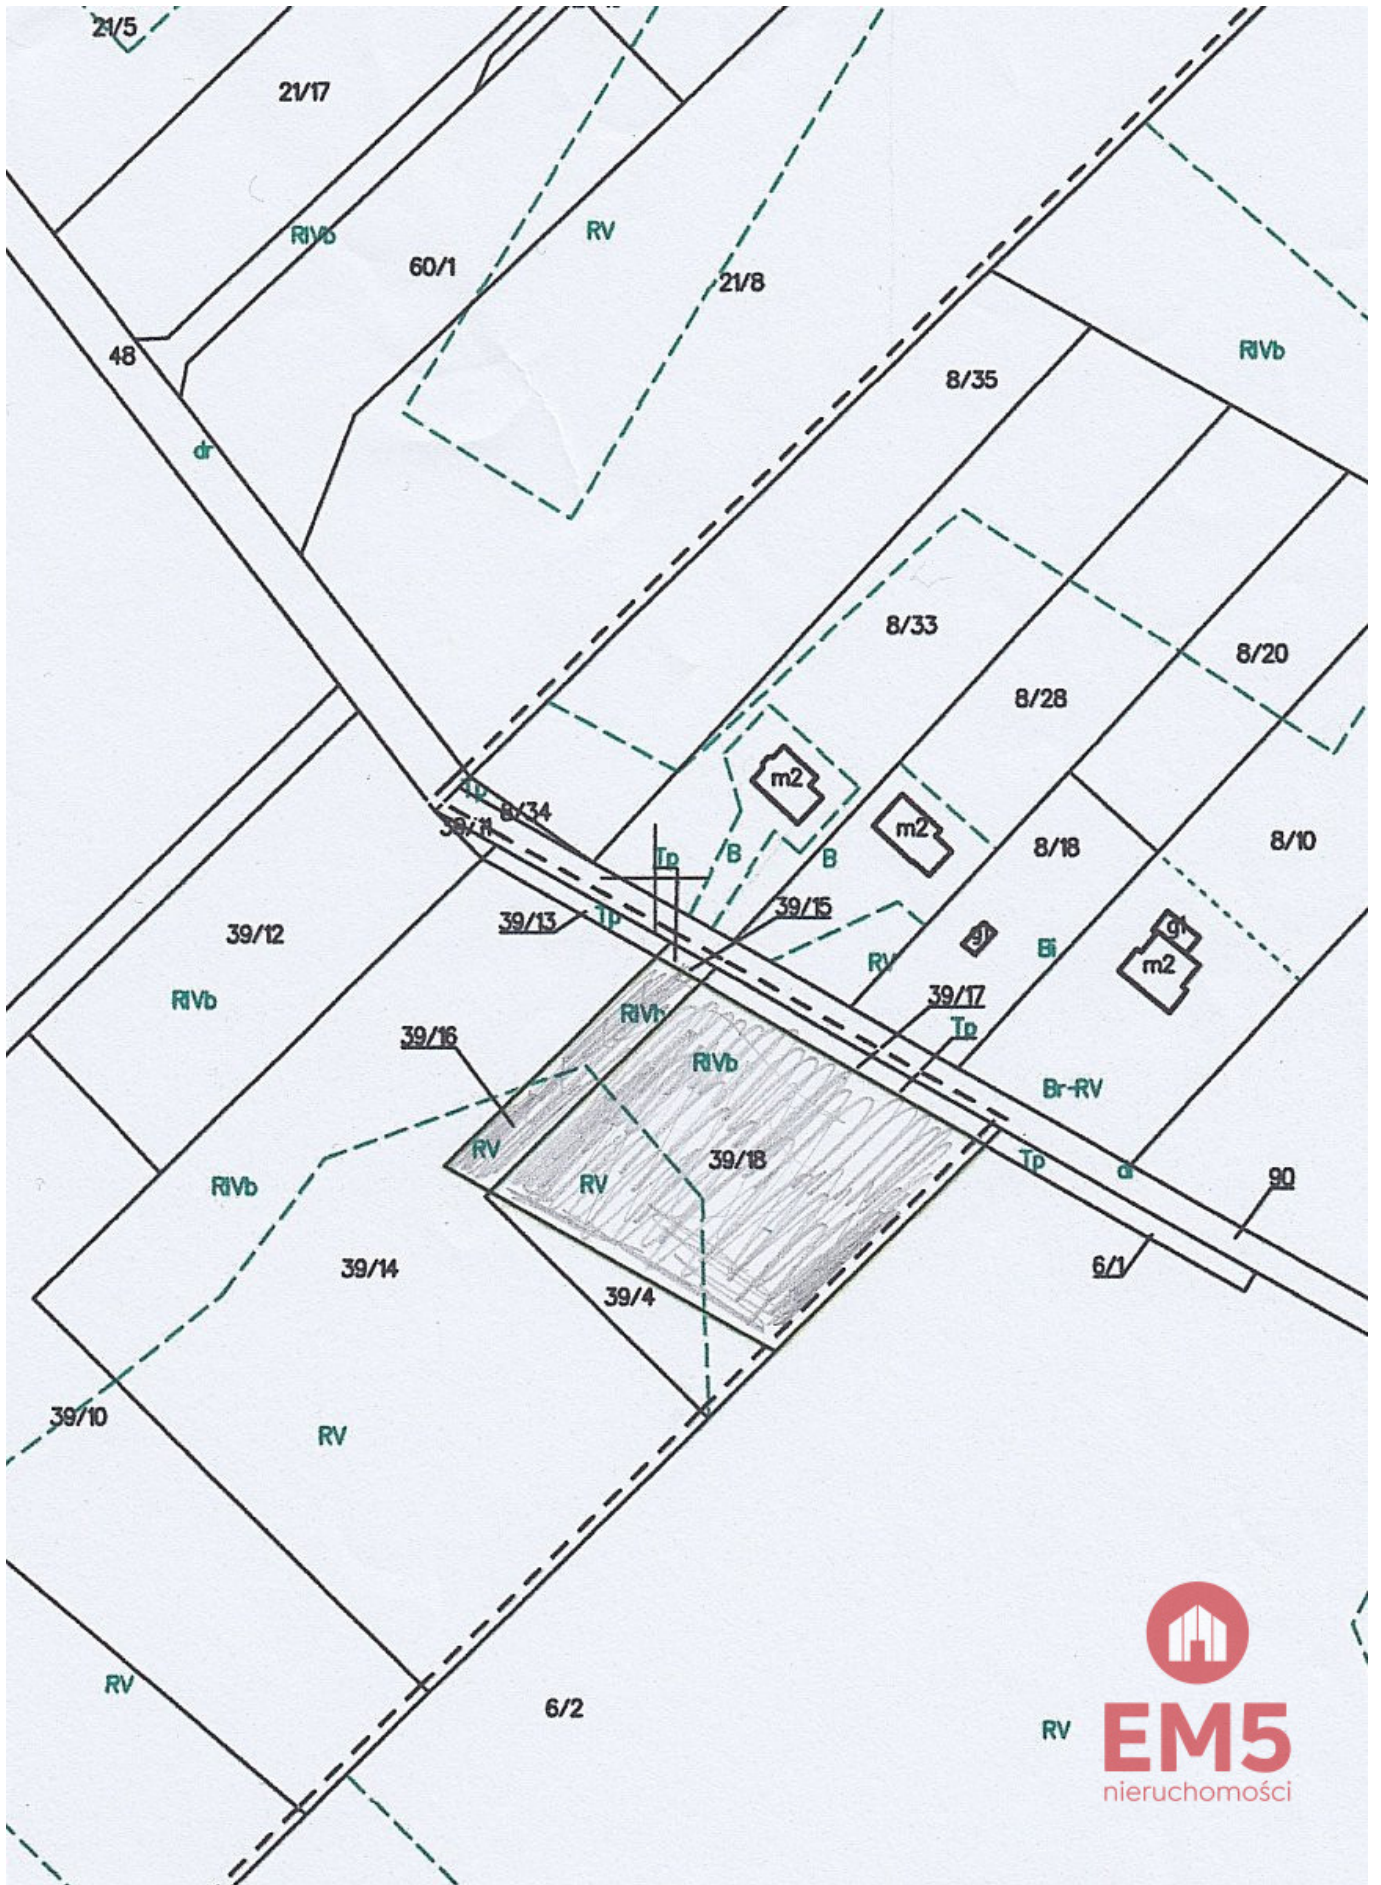 21/5
21/17
RIVb
RV
60/1
21/8
48
RIVb
8/35
dr
8/33
8/20
8/28
m2
Tp
8/34
39/11
m2
8/18
8/10
Tp
B
B
39/15
39/13
Tp
39/12
gi
m2
Bi
RV
RIVb
39/17
RIVb
39/16
Tp
RIVb
Br-RV
RV
39/18
Tp
90
RIVb
RV
39/14
39/4
6/1
39/10
RV
RV
6/2
RV
EM5
nieruchomości